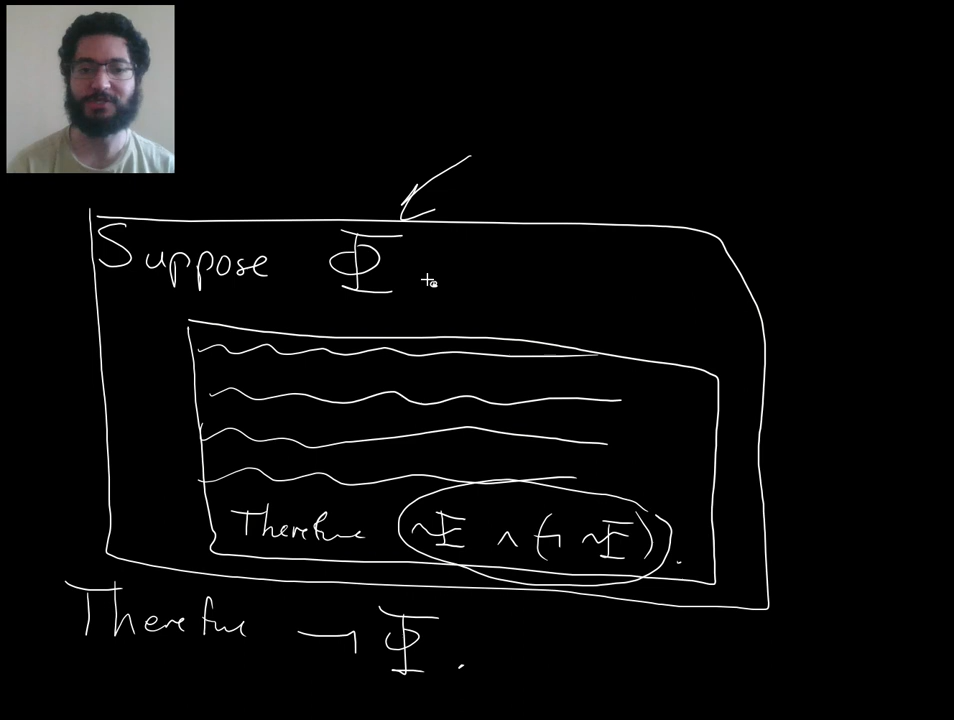 Suppose Φ.
Therefore Ψ ∧ (¬Ψ).
Therefore ¬Φ.